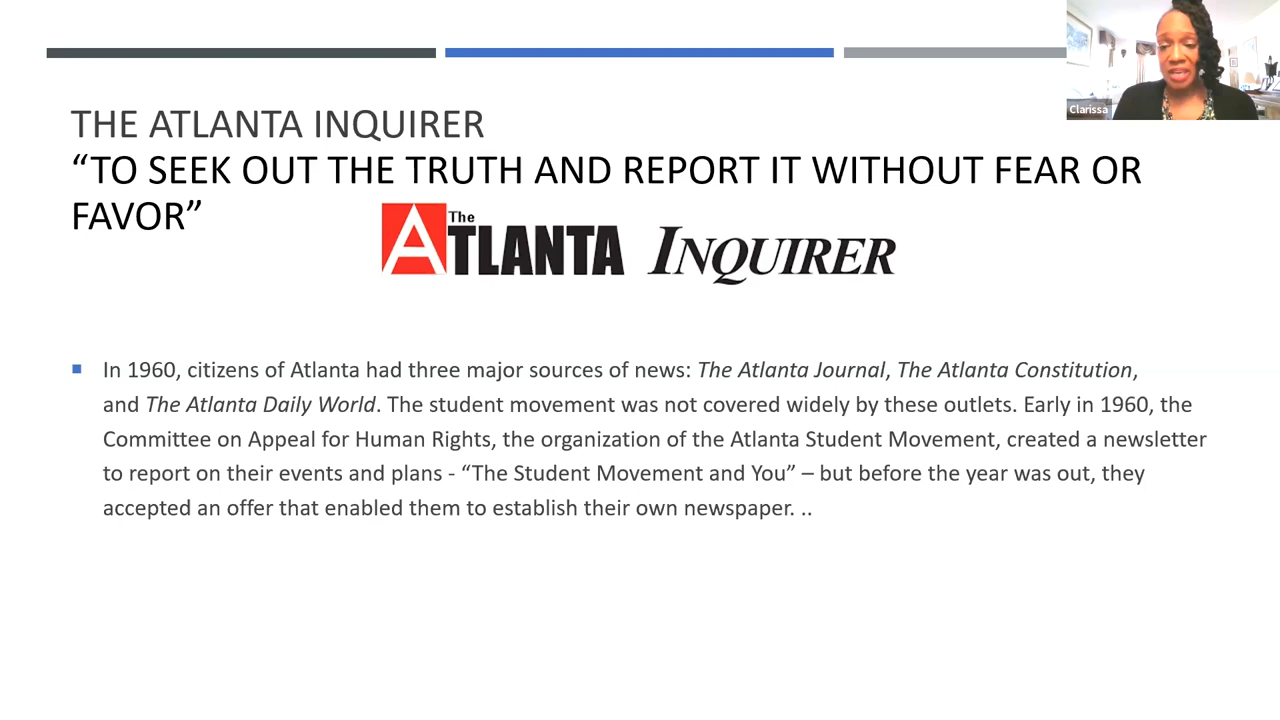 Clarissa
THE ATLANTA INQUIRER
“TO SEEK OUT THE TRUTH AND REPORT IT WITHOUT FEAR OR
FAVOR”
The
ATLANTA INQUIRER
In 1960, citizens of Atlanta had three major sources of news: The Atlanta Journal, The Atlanta Constitution,
and The Atlanta Daily World. The student movement was not covered widely by these outlets. Early in 1960, the
Committee on Appeal for Human Rights, the organization of the Atlanta Student Movement, created a newsletter
to report on their events and plans - “The Student Movement and You” – but before the year was out, they
accepted an offer that enabled them to establish their own newspaper. ..